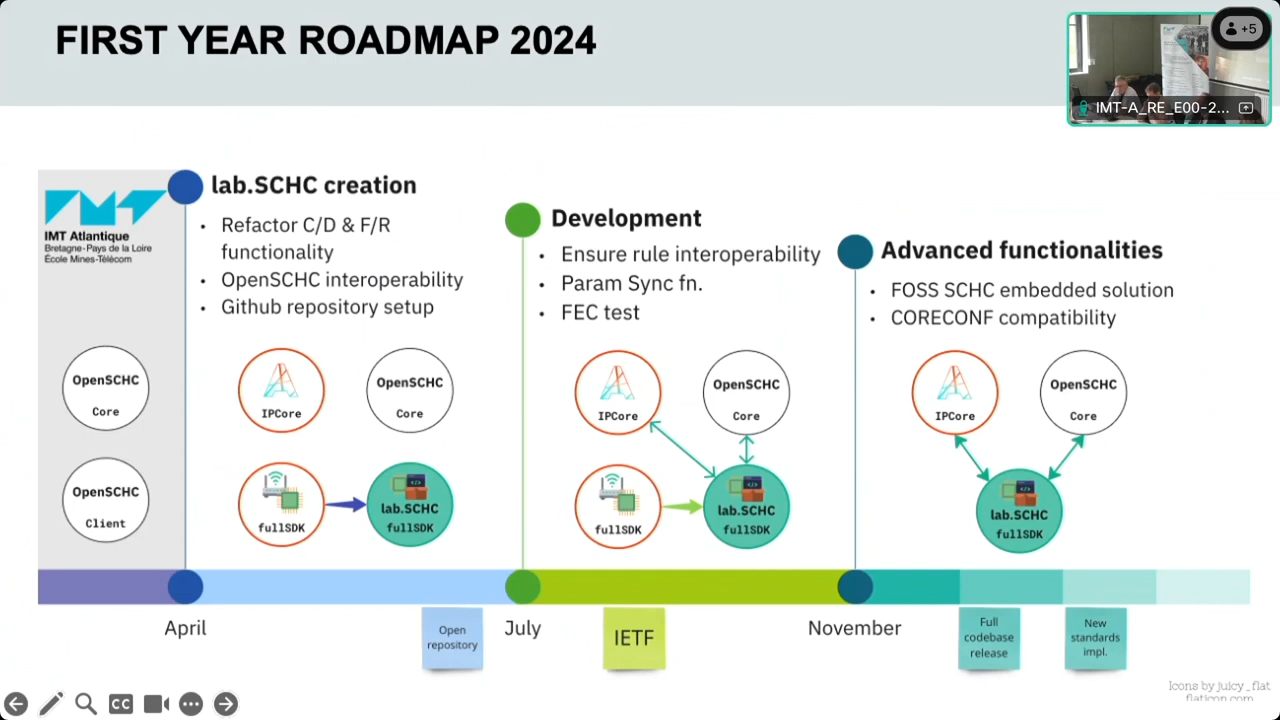 FIRST YEAR ROADMAP 2024
+5
IMT-A_RE_E00-2...
IMT Atlantique
Bretagne-Pays de la Loire
École Mines-Télécom
lab.SCHC creation
• Refactor C/D & F/R
functionality
• OpenSCHC interoperability
• Github repository setup
Development
• Ensure rule interoperability
• Param Sync fn.
• FEC test
Advanced functionalities
• FOSS SCHC embedded solution
• CORECONF compatibility
OpenSCHC
Core
OpenSCHC
Client
IPCore
OpenSCHC
Core
fullSDK
lab.SCHC
fullSDK
IPCore
OpenSCHC
Core
fullSDK
lab.SCHC
fullSDK
IPCore
OpenSCHC
Core
lab.SCHC
fullSDK
April
July
November
Open
repository
IETF
Full
codebase
release
New
standards
impl.
Icons by juicy_flat
flaticon.com
CC